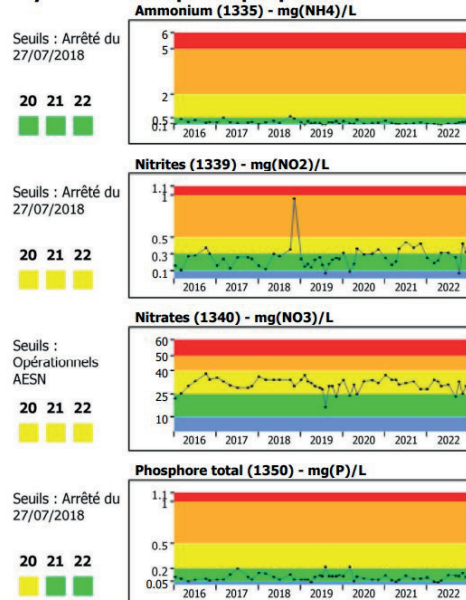 Ammonium (1335) - mg(NH4)/L
Seuils : Arrêté du
27/07/2018
20 21 22
6
5
2
0.5
0.1
2016 2017 2018 2019 2020 2021 2022
Nitrites (1339) - mg(NO2)/L
Seuils : Arrêté du
27/07/2018
20 21 22
1.1
1
0.5
0.3
0.1
2016 2017 2018 2019 2020 2021 2022
Nitrates (1340) - mg(NO3)/L
Seuils :
Opérationnels
AESN
20 21 22
60
50
40
25
10
2016 2017 2018 2019 2020 2021 2022
Phosphore total (1350) - mg(P)/L
Seuils : Arrêté du
27/07/2018
20 21 22
1.1
1
0.5
0.2
0.05
2016 2017 2018 2019 2020 2021 2022